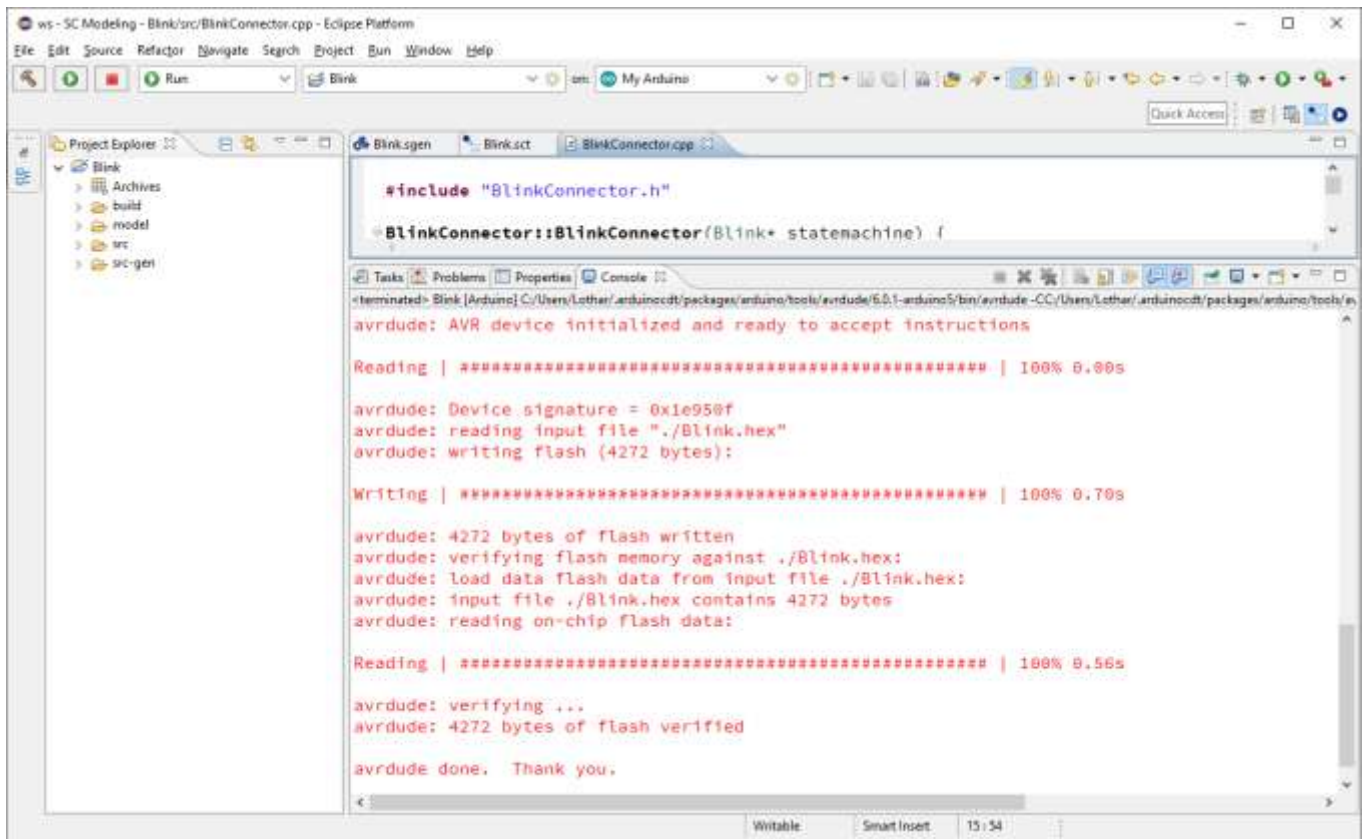 ws - SC Modeling - Blink/src/BlinkConnector.cpp - Eclipse Platform
File Edit Source Refactor Navigate Search Project Run Window Help
Run Blink on: My Arduino
Quick Access
Project Explorer
Blink
Archives
build
model
src
src-gen
Blink.sgen Blink.sct BlinkConnector.cpp
#include "BlinkConnector.h"
BlinkConnector::BlinkConnector(Blink* statemachine) {
Tasks Problems Properties Console
<terminated> Blink [Arduino] C:/Users/Lothar/.arduinocdt/packages/arduino/tools/avrdude/6.0.1-arduino5/bin/avrdude -CC:/Users/Lothar/.arduinocdt/packages/arduino/tools/av
avrdude: AVR device initialized and ready to accept instructions
Reading | ################################################## | 100% 0.00s
avrdude: Device signature = 0x1e950f
avrdude: reading input file "./Blink.hex"
avrdude: writing flash (4272 bytes):
Writing | ################################################## | 100% 0.70s
avrdude: 4272 bytes of flash written
avrdude: verifying flash memory against ./Blink.hex:
avrdude: load data flash data from input file ./Blink.hex:
avrdude: input file ./Blink.hex contains 4272 bytes
avrdude: reading on-chip flash data:
Reading | ################################################## | 100% 0.56s
avrdude: verifying ...
avrdude: 4272 bytes of flash verified
avrdude done. Thank you.
Writable Smart Insert 15 : 54